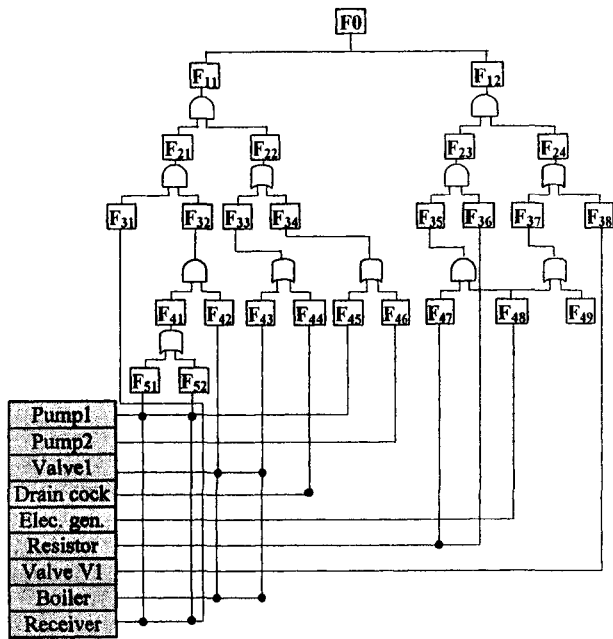 F0
F₁₁ F₁₂
F₂₁ F₂₂ F₂₃ F₂₄
F₃₁ F₃₂ F₃₃ F₃₄ F₃₅ F₃₆ F₃₇ F₃₈
F₄₁ F₄₂ F₄₃ F₄₄ F₄₅ F₄₆ F₄₇ F₄₈ F₄₉
F₅₁ F₅₂
Pump1
Pump2
Valve1
Drain cock
Elec. gen.
Resistor
Valve V1
Boiler
Receiver